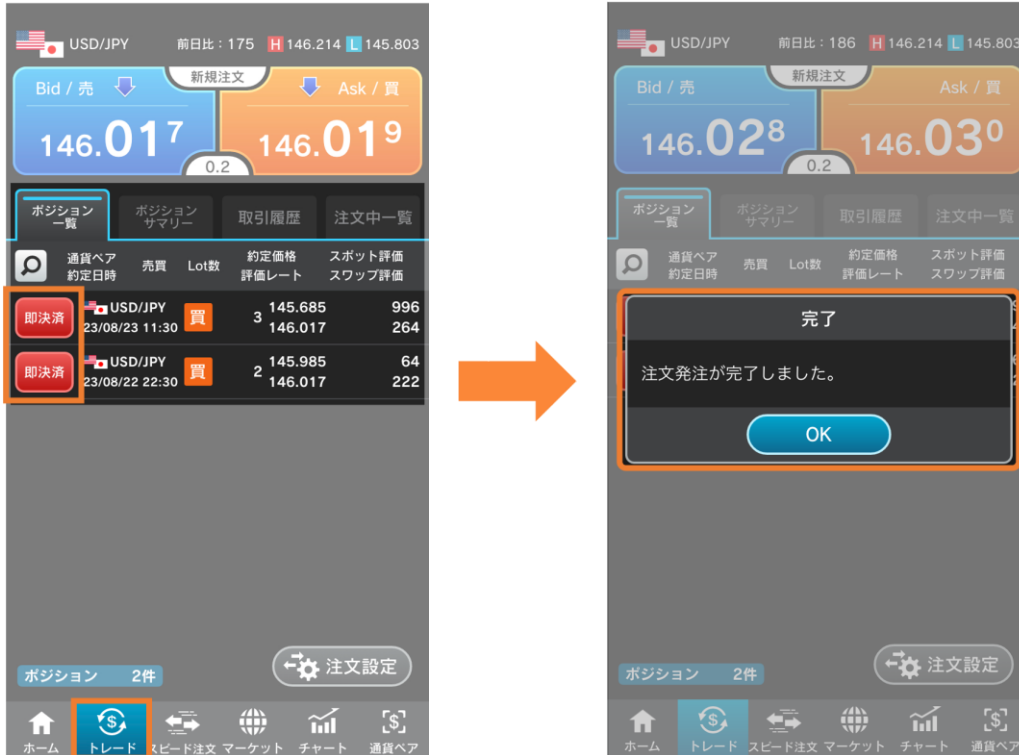 USD/JPY 前日比：175 H 146.214 L 145.803
新規注文
Bid / 売 Ask / 買
146.017 146.019
0.2
ポジション一覧 ポジションサマリー 取引履歴 注文中一覧
通貨ペア 売買 Lot数 約定価格 スポット評価
約定日時 評価レート スワップ評価
即決済 USD/JPY 買 3 145.685 996
23/08/23 11:30 146.017 264
即決済 USD/JPY 買 2 145.985 64
23/08/22 22:30 146.017 222
ポジション 2件
注文設定
ホーム トレード スピード注文 マーケット チャート 通貨ペア
USD/JPY 前日比：186 H 146.214 L 145.803
新規注文
Bid / 売 Ask / 買
146.028 146.030
0.2
ポジション一覧 ポジションサマリー 取引履歴 注文中一覧
通貨ペア 売買 Lot数 約定価格 スポット評価
約定日時 評価レート スワップ評価
完了
注文発注が完了しました。
OK
ポジション 2件
注文設定
ホーム トレード スピード注文 マーケット チャート 通貨ペア